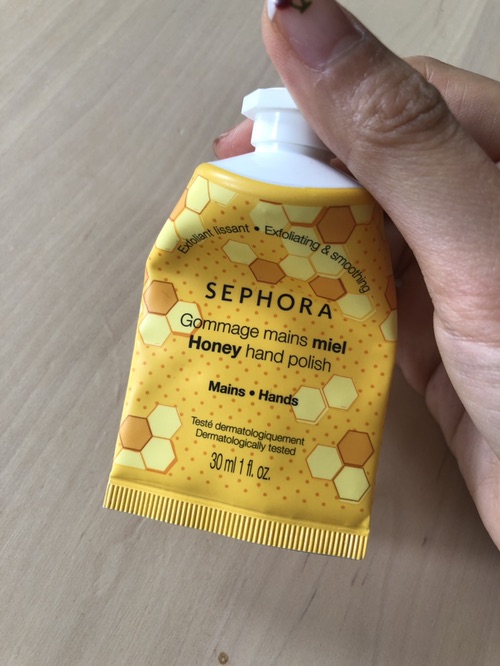 Exfoliant lissant • Exfoliating & smoothing
SEPHORA
Gommage mains miel
Honey hand polish
Mains • Hands
Testé dermatologiquement
Dermatologically tested
30 ml 1 fl. oz.